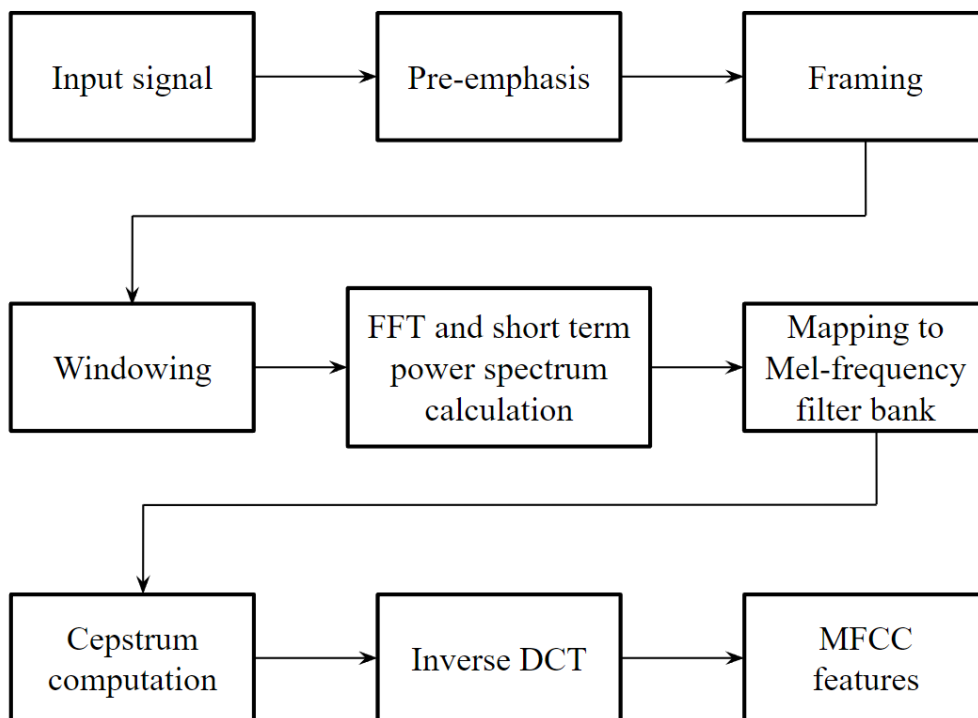 Input signal
Pre-emphasis
Framing
Windowing
FFT and short term
power spectrum
calculation
Mapping to
Mel-frequency
filter bank
Cepstrum
computation
Inverse DCT
MFCC
features